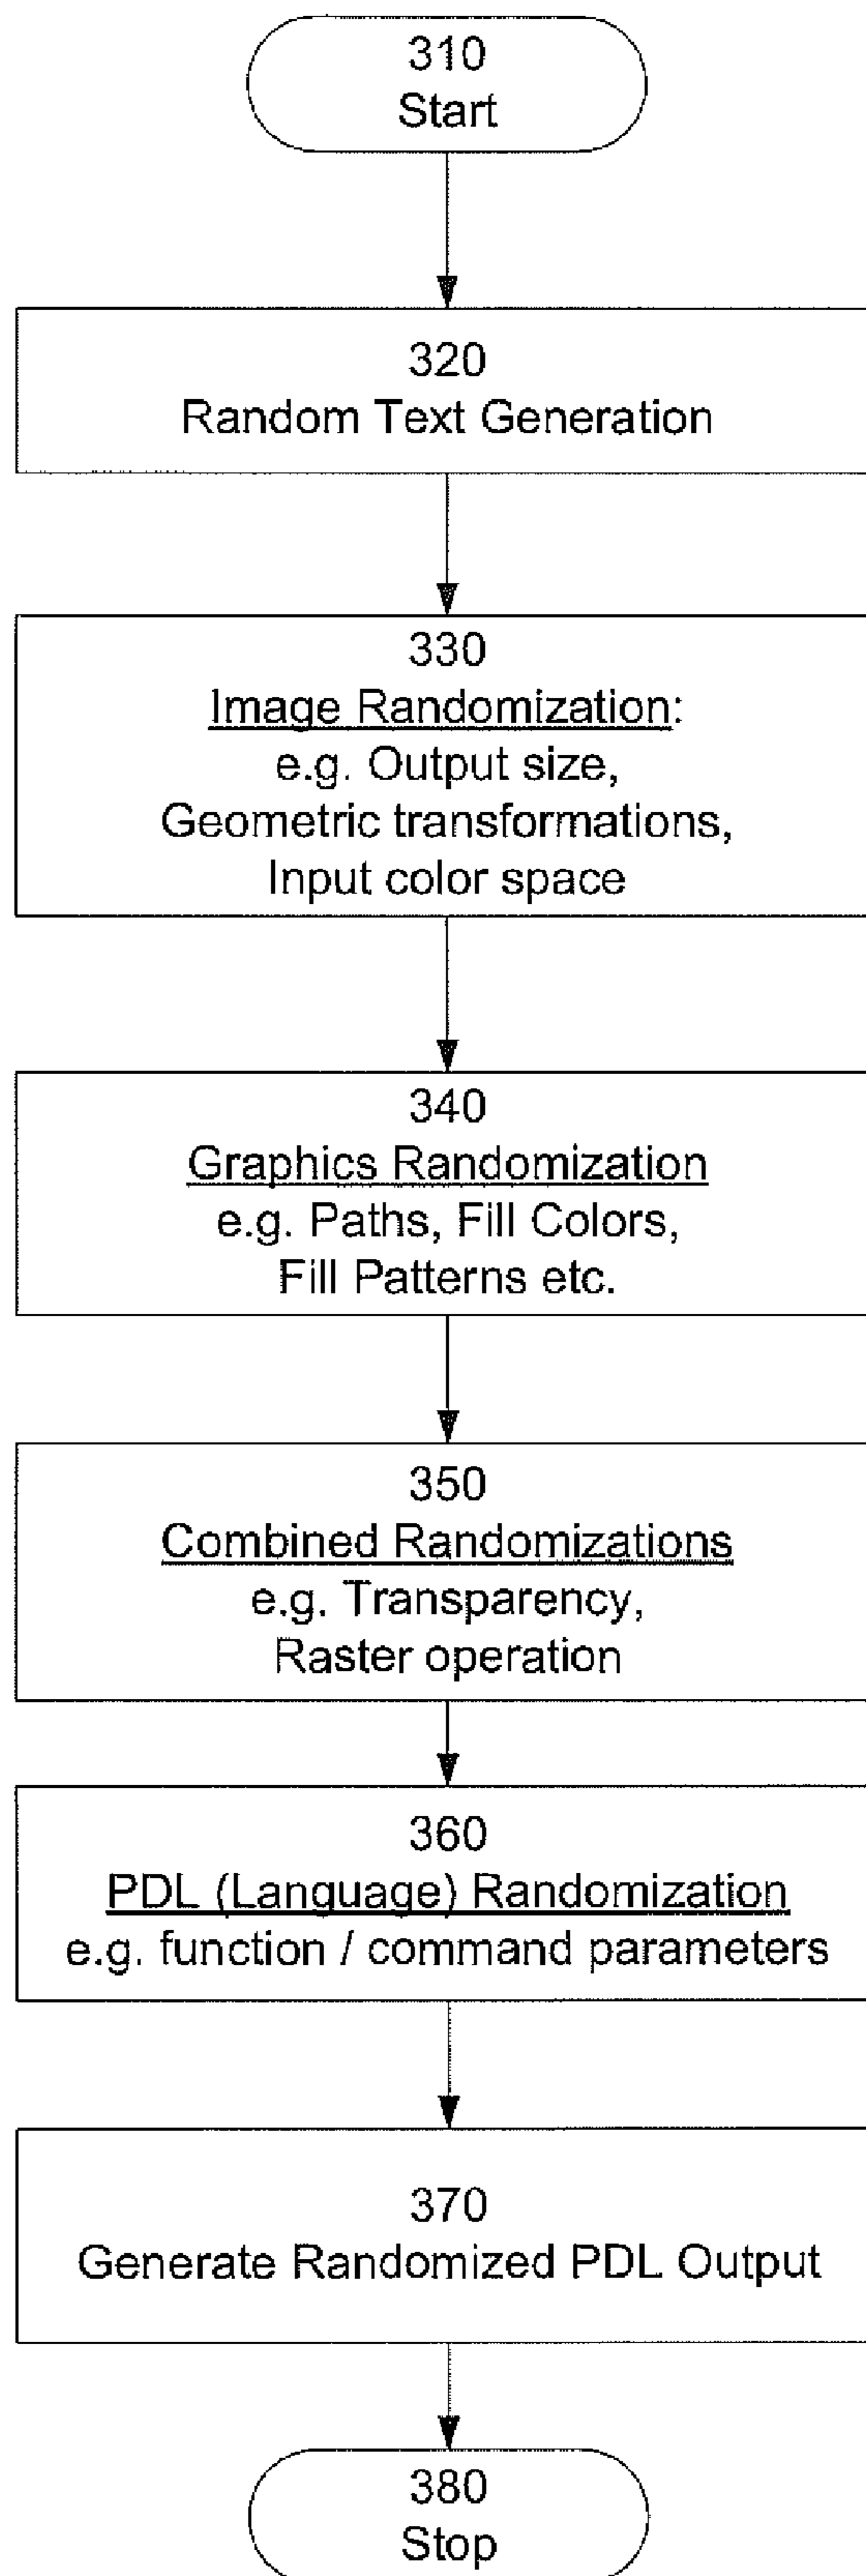 310
Start
320
Random Text Generation
330
Image Randomization:
e.g. Output size,
Geometric transformations,
Input color space
340
Graphics Randomization
e.g. Paths, Fill Colors,
Fill Patterns etc.
350
Combined Randomizations
e.g. Transparency,
Raster operation
360
PDL (Language) Randomization
e.g. function / command parameters
370
Generate Randomized PDL Output
380
Stop